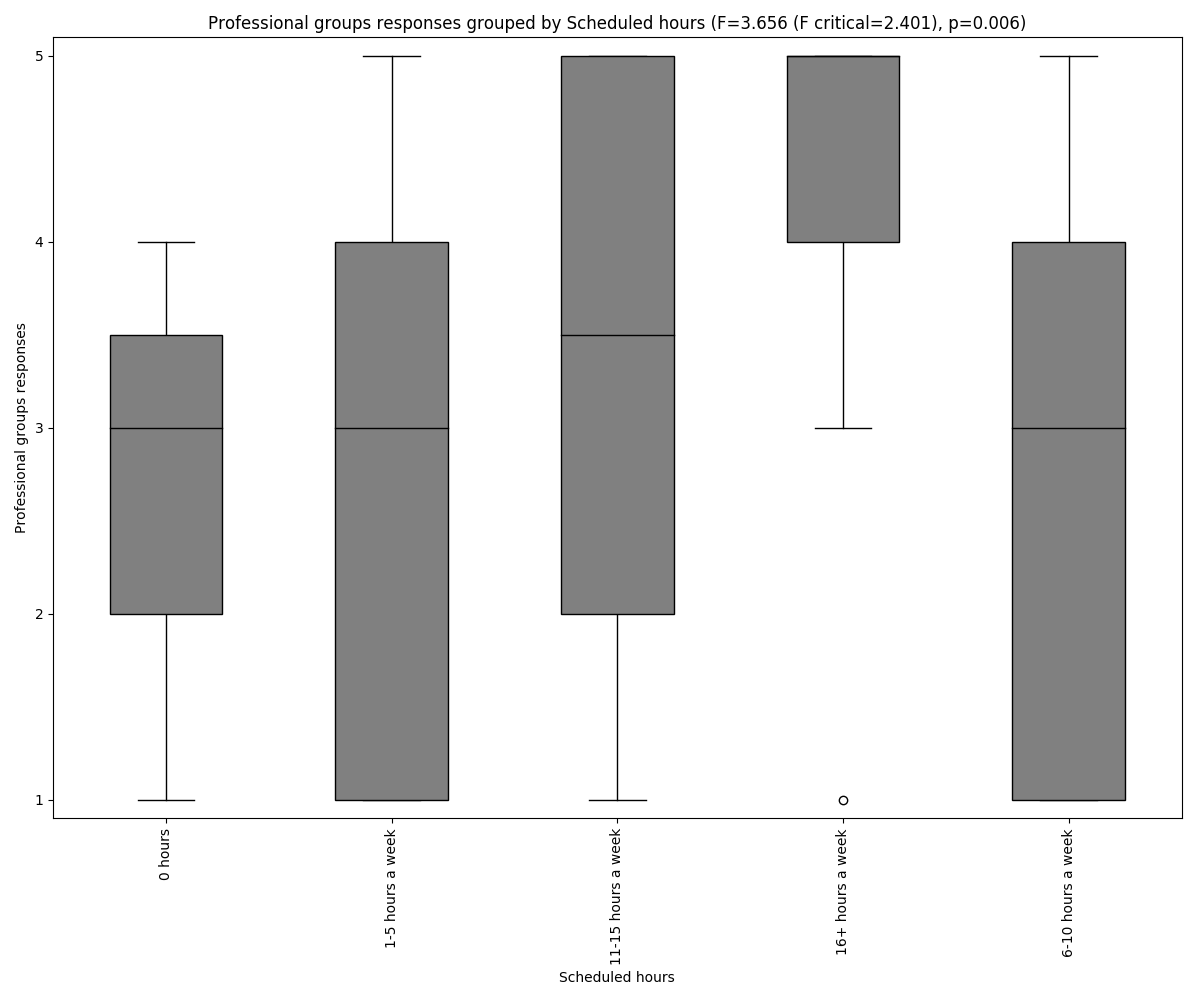 Professional groups responses grouped by Scheduled hours (F=3.656 (F critical=2.401), p=0.006)
Professional groups responses
5
4
3
2
1
0 hours
1-5 hours a week
11-15 hours a week
16+ hours a week
6-10 hours a week
Scheduled hours